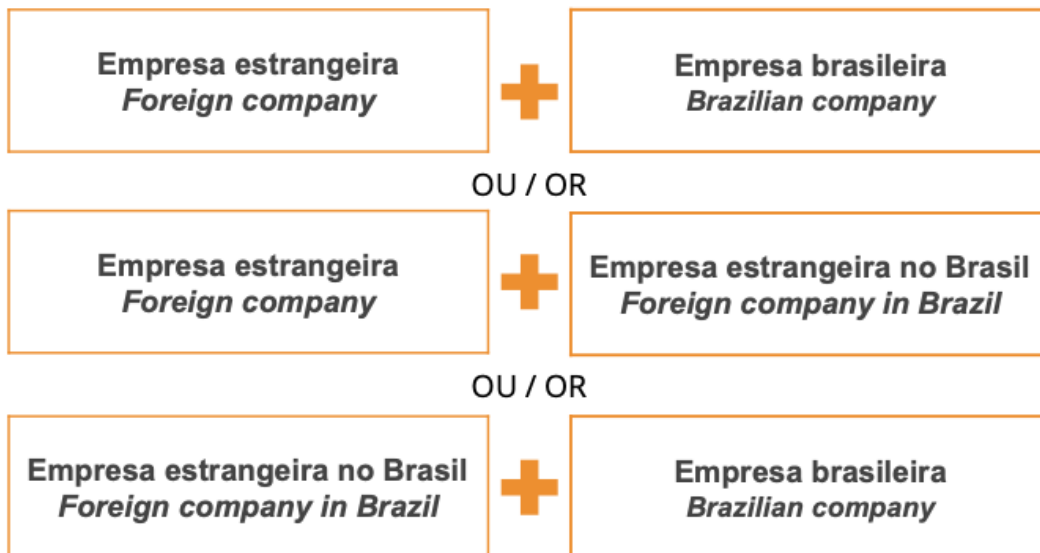 Empresa estrangeira
Foreign company
Empresa brasileira
Brazilian company
OU / OR
Empresa estrangeira
Foreign company
Empresa estrangeira no Brasil
Foreign company in Brazil
OU / OR
Empresa estrangeira no Brasil
Foreign company in Brazil
Empresa brasileira
Brazilian company